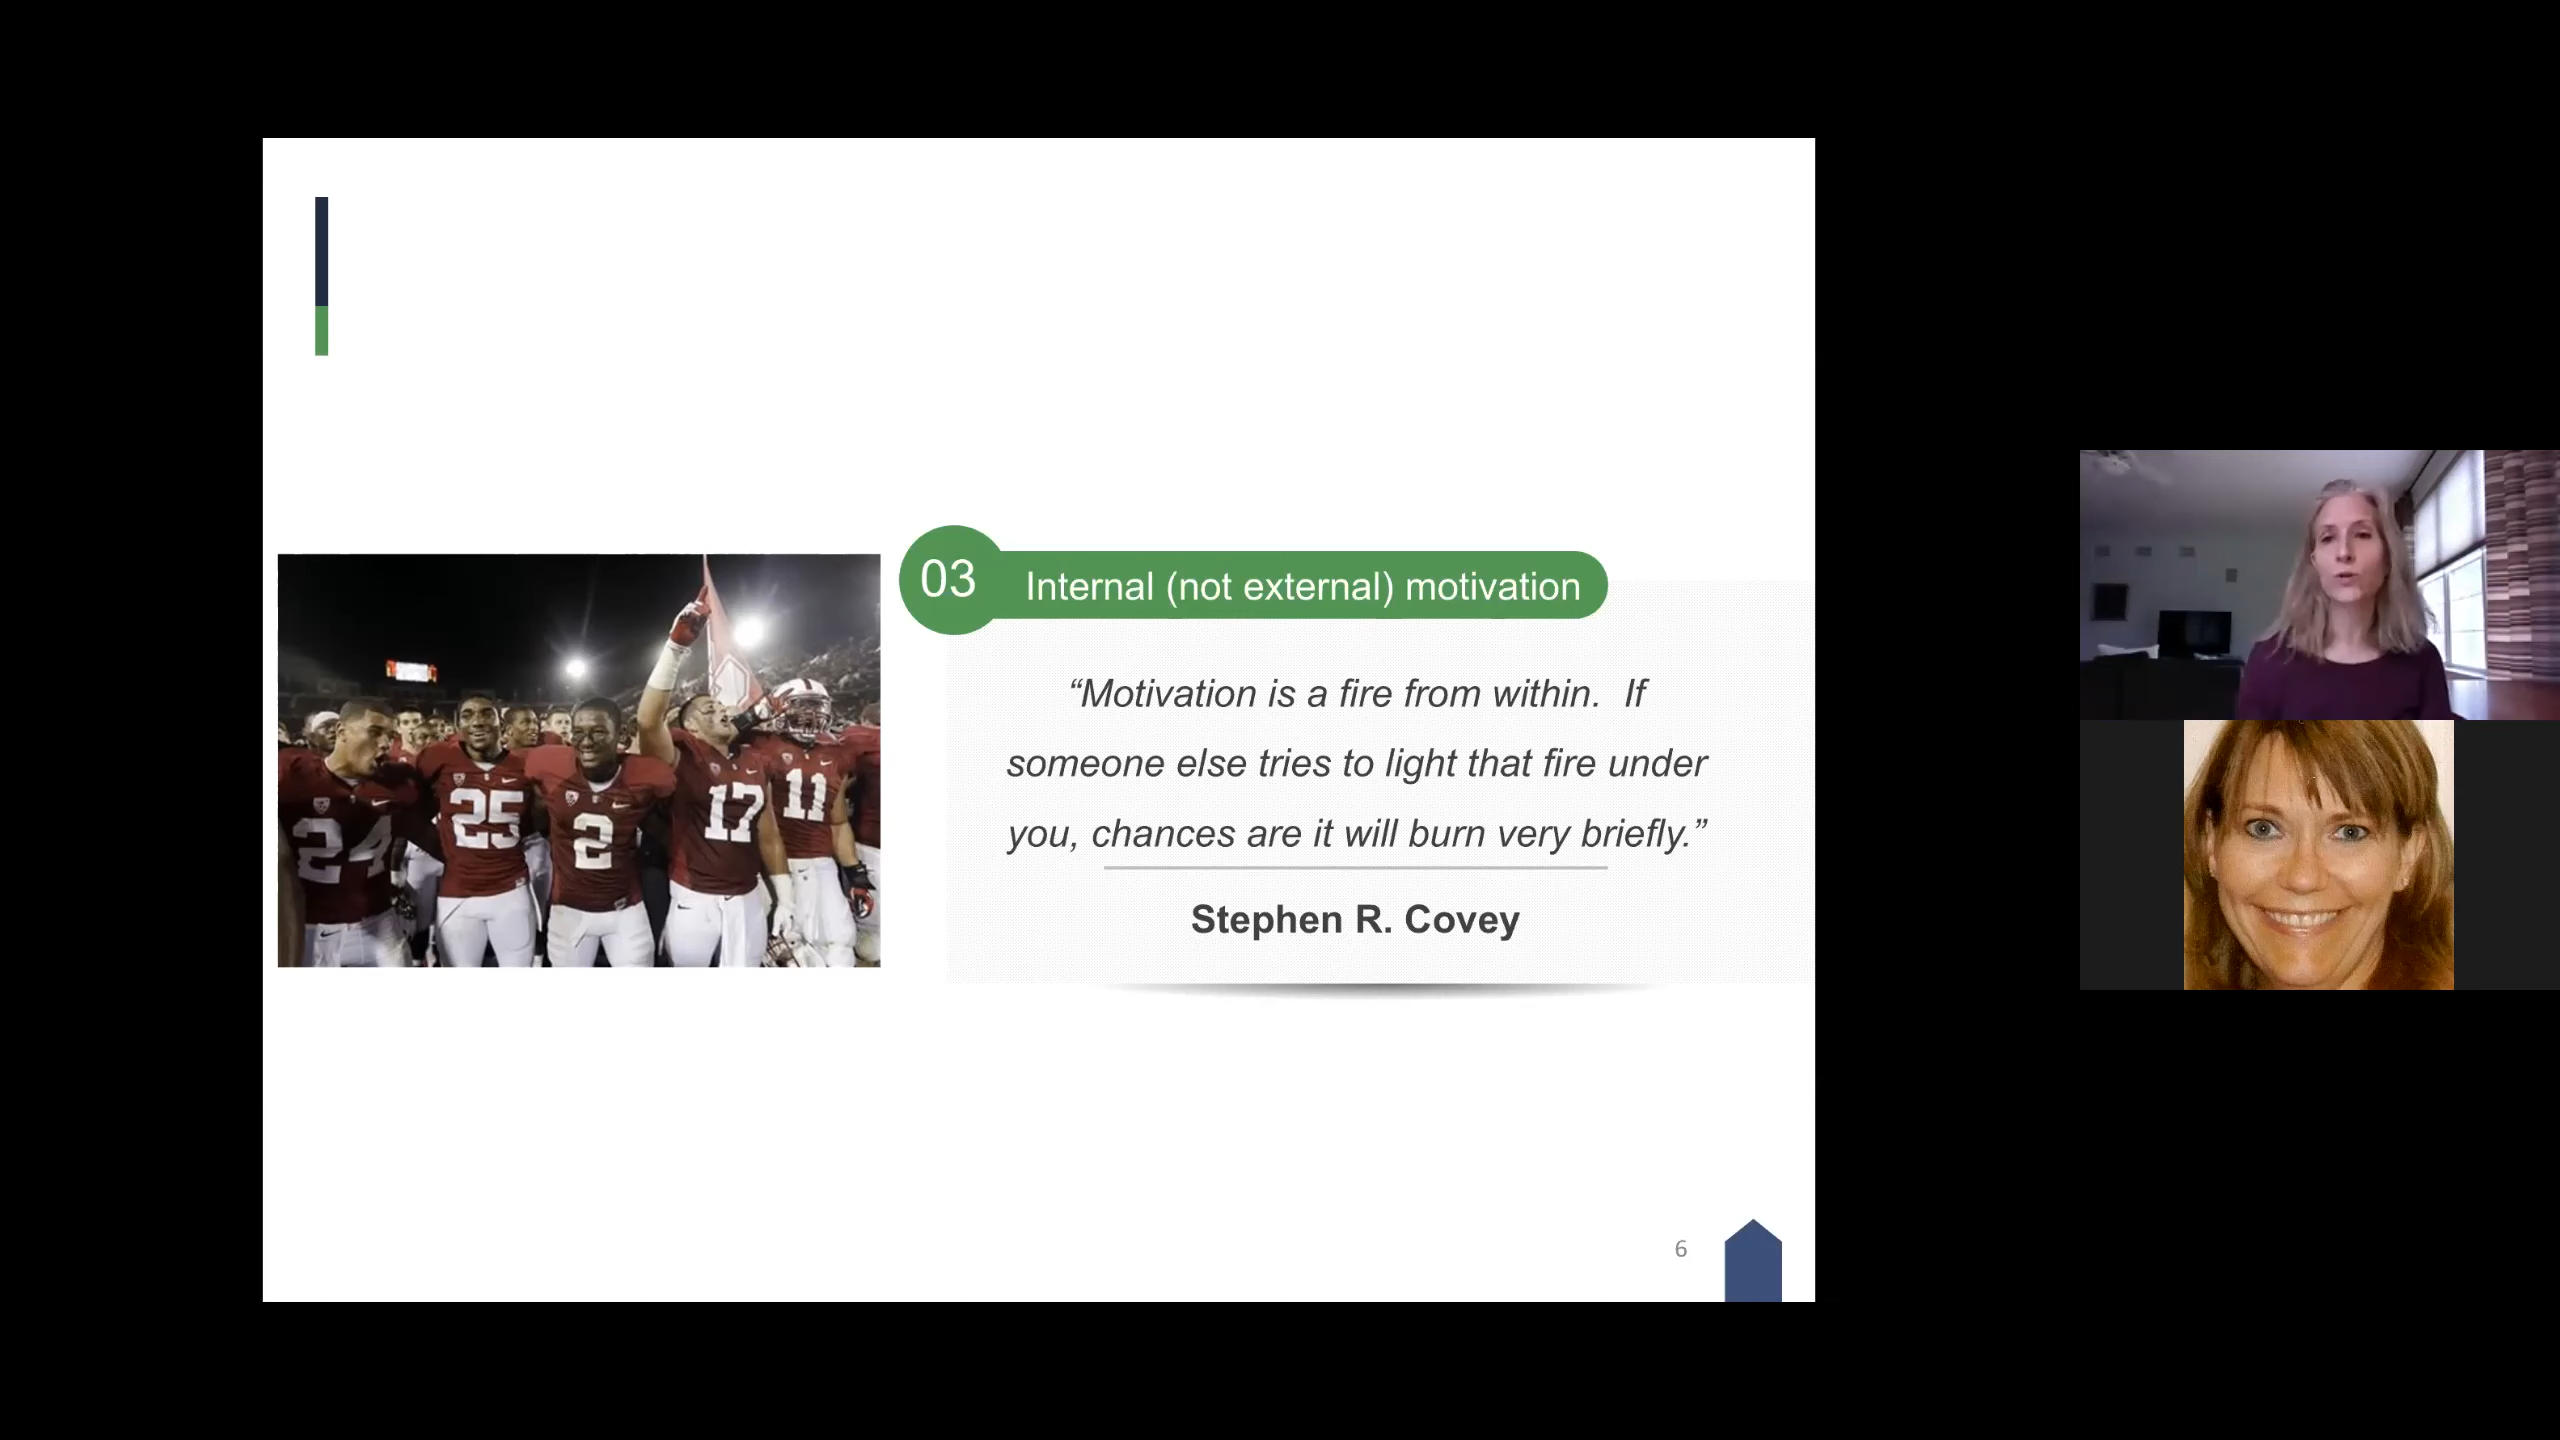 03
Internal (not external) motivation
“Motivation is a fire from within.  If
someone else tries to light that fire under
you, chances are it will burn very briefly.”
Stephen R. Covey
24
25
2
17
11
6